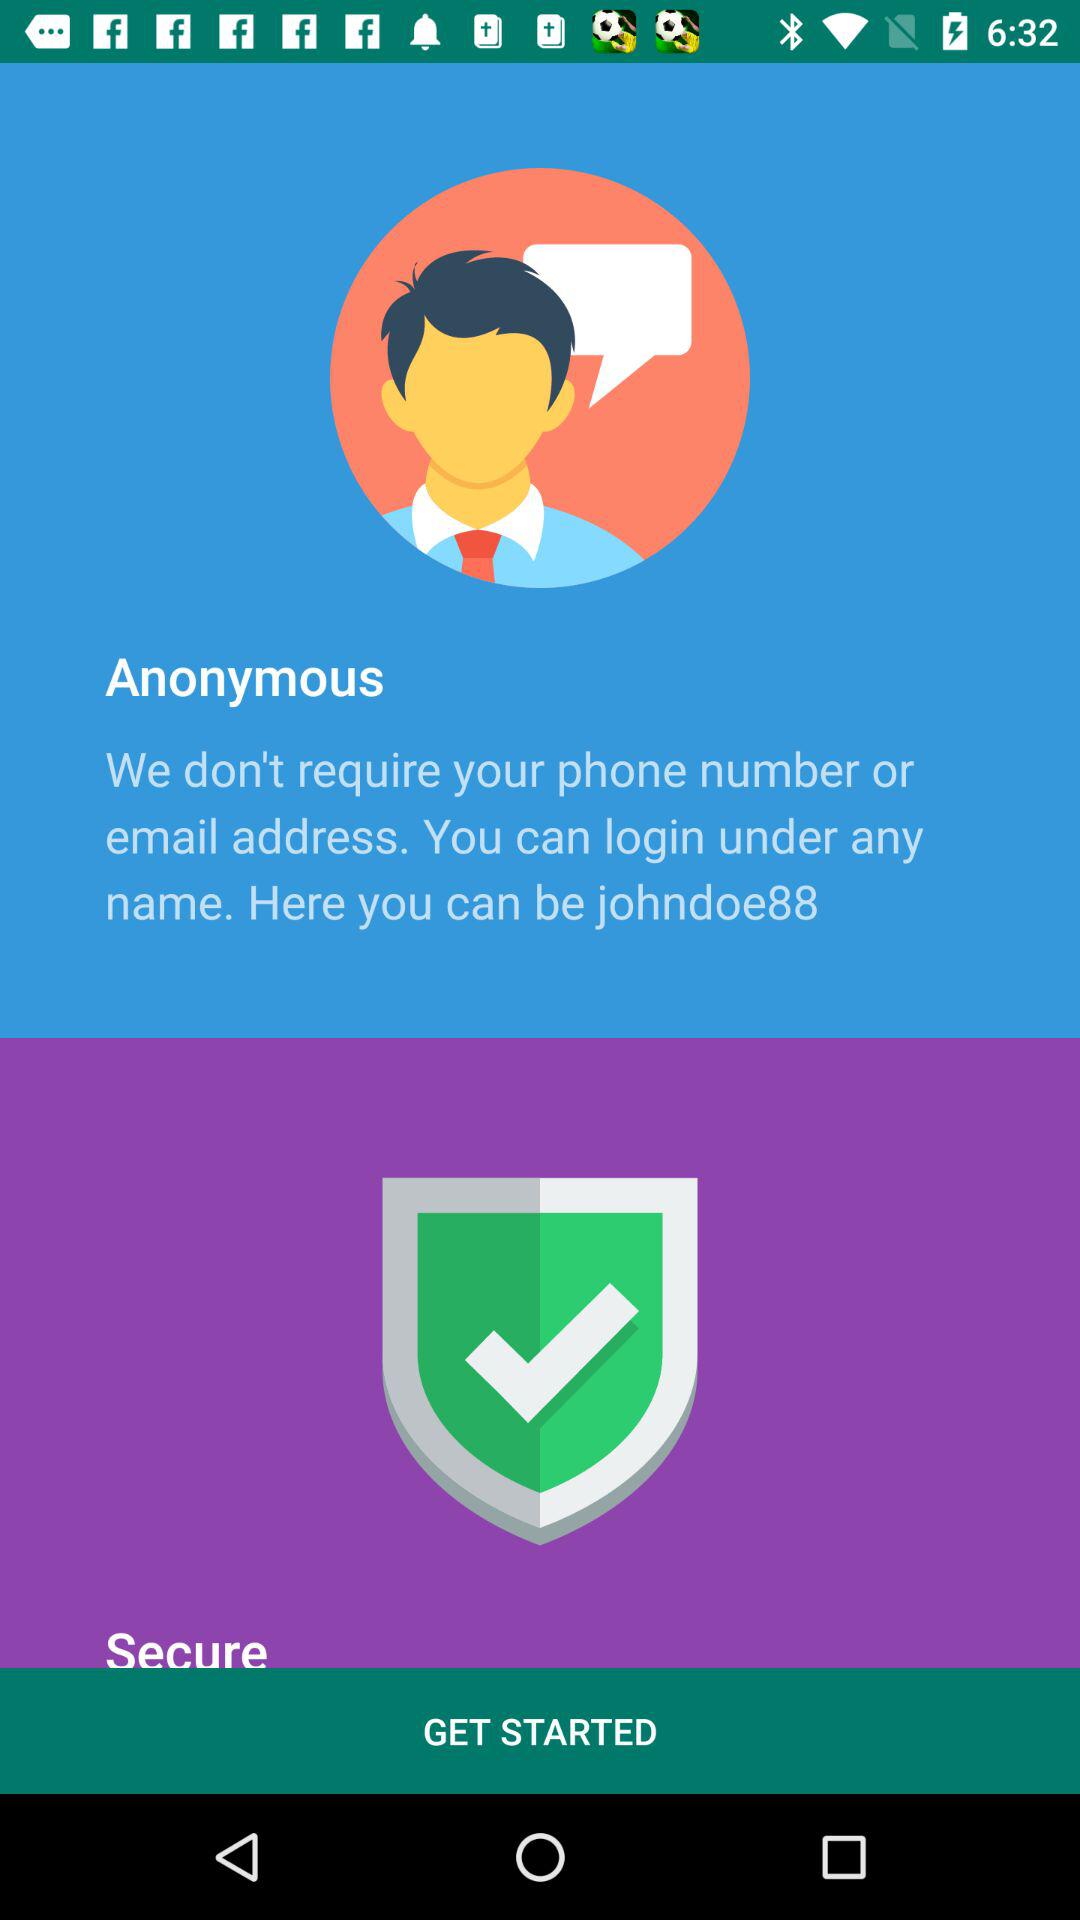 6:32
Anonymous
We don't require your phone number or
email address. You can login under any
name. Here you can be johndoe88
Secure
GET STARTED